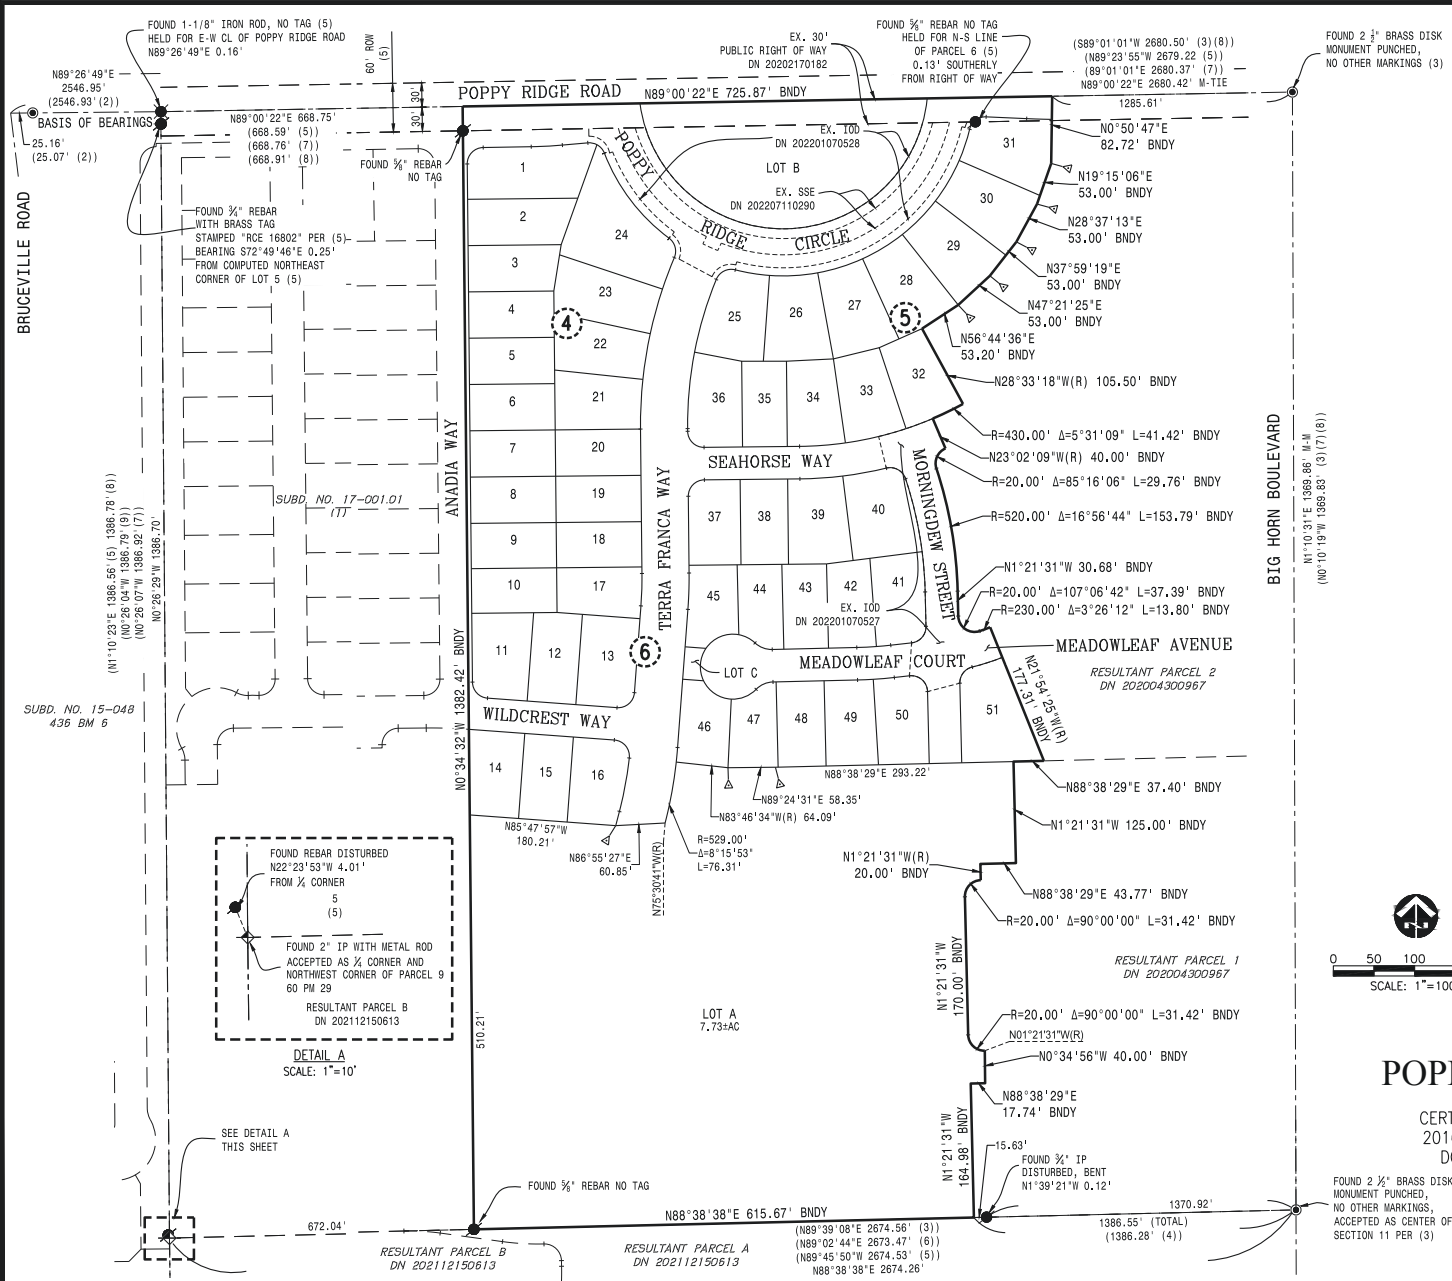 FOUND 1-1/8" IRON ROD, NO TAG (5)
HELD FOR E-W CL OF POPPY RIDGE ROAD
N89°26'49"E 0.16'
60' ROW
(5)
30'
30'
EX. 30'
PUBLIC RIGHT OF WAY
DN 20202170182
FOUND ⅝" REBAR NO TAG
HELD FOR N-S LINE
OF PARCEL 6 (5)
0.13' SOUTHERLY
FROM RIGHT OF WAY
(S89°01'01"W 2680.50' (3)(8))
(N89°23'55"W 2679.22 (5))
(89°01'01"E 2680.37' (7))
N89°00'22"E 2680.42' M-TIE
1285.61'
FOUND 2 ½" BRASS DISK
MONUMENT PUNCHED,
NO OTHER MARKINGS (3)
N89°26'49"E
2546.95'
(2546.93'(2))
BASIS OF BEARINGS
25.16'
(25.07' (2))
N89°00'22"E 668.75'
(668.59' (5))
(668.76' (7))
(668.91' (8))
POPPY RIDGE ROAD
N89°00'22"E 725.87' BNDY
FOUND ⅝" REBAR
NO TAG
BRUCEVILLE ROAD
FOUND ¾" REBAR
WITH BRASS TAG
STAMPED "RCE 16802" PER (5)
BEARING S72°49'46"E 0.25'
FROM COMPUTED NORTHEAST
CORNER OF LOT 5 (5)
EX. IOD
DN 202201070528
LOT B
EX. SSE
DN 202207110290
POPPY
RIDGE
CIRCLE
N0°50'47"E
82.72' BNDY
N19°15'06"E
53.00' BNDY
N28°37'13"E
53.00' BNDY
N37°59'19"E
53.00' BNDY
N47°21'25"E
53.00' BNDY
N56°44'36"E
53.20' BNDY
N28°33'18"W(R) 105.50' BNDY
R=430.00' Δ=5°31'09" L=41.42' BNDY
N23°02'09"W(R) 40.00' BNDY
R=20.00' Δ=85°16'06" L=29.76' BNDY
R=520.00' Δ=16°56'44" L=153.79' BNDY
N1°21'31"W 30.68' BNDY
R=20.00' Δ=107°06'42" L=37.39' BNDY
R=230.00' Δ=3°26'12" L=13.80' BNDY
1
2
3
4
5
6
7
8
9
10
11
12
13
14
15
16
17
18
19
20
21
22
23
24
25
26
27
28
29
30
31
32
33
34
35
36
37
38
39
40
41
42
43
44
45
46
47
48
49
50
51
4
5
6
ANADIA WAY
TERRA FRANCA WAY
SEAHORSE WAY
MORNINGDEW STREET
BIG HORN BOULEVARD
N1°10'31"E 1369.86' M-M
(N0°10'19"W 1369.83' (3)(7)(8))
SUBD. NO. 17-001.01
(1)
(N1°10'23"E 1386.56'(5) 1386.78'(8))
(N0°26'04"W 1386.79'(9))
(N0°26'07"W 1386.92'(7))
N0°26'29"W 1386.70'
SUBD. NO. 15-048
436 BM 6
N0°34'32"W 1382.42' BNDY
EX. IOD
DN 202201070527
LOT C
MEADOWLEAF COURT
MEADOWLEAF AVENUE
RESULTANT PARCEL 2
DN 202004300967
N21°54'25"W(R)
177.31' BNDY
WILDCREST WAY
N88°38'29"E 293.22'
N89°24'31"E 58.35'
N83°46'34"W(R) 64.09'
N88°38'29"E 37.40' BNDY
N1°21'31"W 125.00' BNDY
N85°47'57"W
180.21'
N86°55'27"E
60.85'
R=529.00'
Δ=8°15'53"
L=76.31'
N75°30'41"W(R)
N1°21'31"W(R)
20.00' BNDY
N88°38'29"E 43.77' BNDY
R=20.00' Δ=90°00'00" L=31.42' BNDY
N1°21'31"W
170.00' BNDY
RESULTANT PARCEL 1
DN 202004300967
FOUND REBAR DISTURBED
N22°23'53"W 4.01'
FROM ¼ CORNER
5
(5)
FOUND 2" IP WITH METAL ROD
ACCEPTED AS ¼ CORNER AND
NORTHWEST CORNER OF PARCEL 9
60 PM 29
RESULTANT PARCEL B
DN 202112150613
DETAIL A
SCALE: 1"=10'
LOT A
7.73±AC
510.21'
R=20.00' Δ=90°00'00" L=31.42' BNDY
N01°21'31"W(R)
N0°34'56"W 40.00' BNDY
N88°38'29"E
17.74' BNDY
N1°21'31"W
164.98' BNDY
15.63'
FOUND ¾" IP
DISTURBED, BENT
N1°39'21"W 0.12'
0 50 100
SCALE: 1"=100
POP
CERT
201
D
SEE DETAIL A
THIS SHEET
FOUND ⅝" REBAR NO TAG
672.04'
N88°38'38"E 615.67' BNDY
(N89°39'08"E 2674.56' (3))
(N89°02'44"E 2673.47' (6))
(N89°45'50"W 2674.53' (5))
N88°38'38"E 2674.26'
RESULTANT PARCEL B
DN 202112150613
RESULTANT PARCEL A
DN 202112150613
1370.92'
1386.55' (TOTAL)
(1386.28' (4))
FOUND 2 ½" BRASS DISK
MONUMENT PUNCHED,
NO OTHER MARKINGS,
ACCEPTED AS CENTER OF
SECTION 11 PER (3)